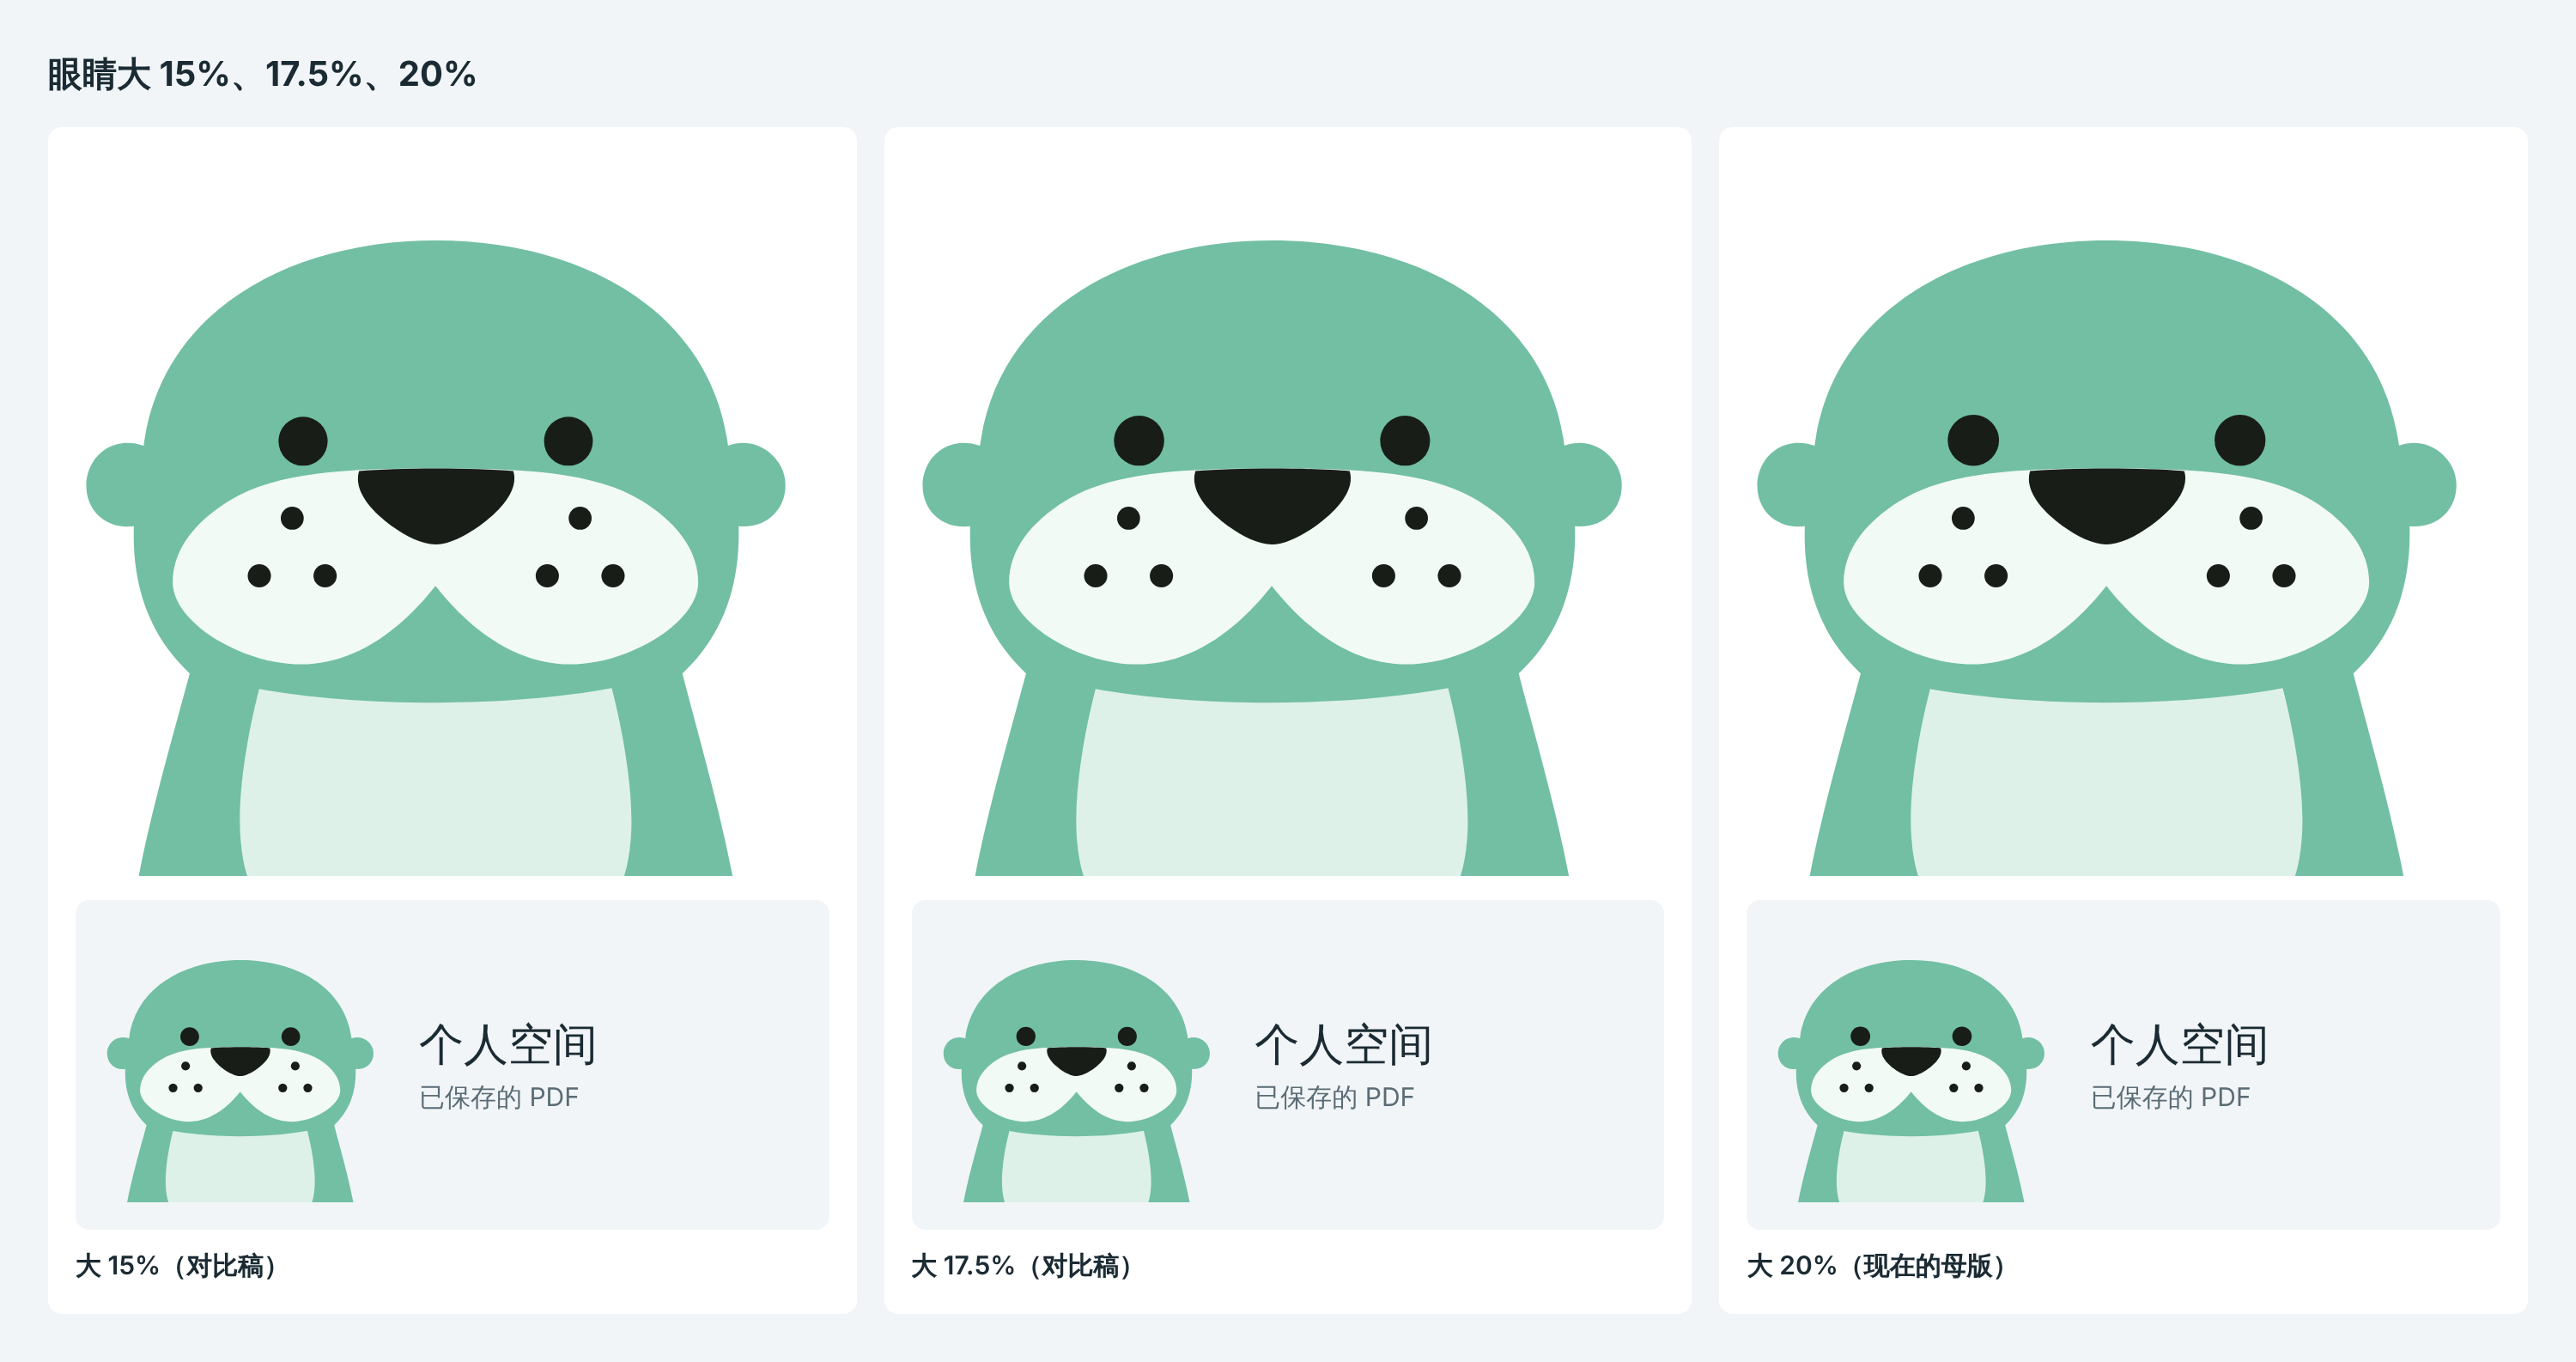 眼睛大 15%、17.5%、20%
个人空间
已保存的 PDF
大 15%（对比稿）
个人空间
已保存的 PDF
大 17.5%（对比稿）
个人空间
已保存的 PDF
大 20%（现在的母版）